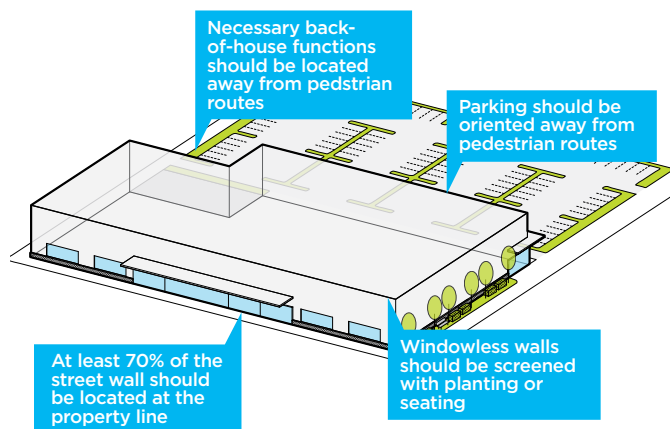 Necessary back-
of-house functions
should be located
away from pedstrian
routes
Parking should be
oriented away from
pedestrian routes
At least 70% of the
street wall should
be located at the
property line
Windowless walls
should be screened
with planting or
seating